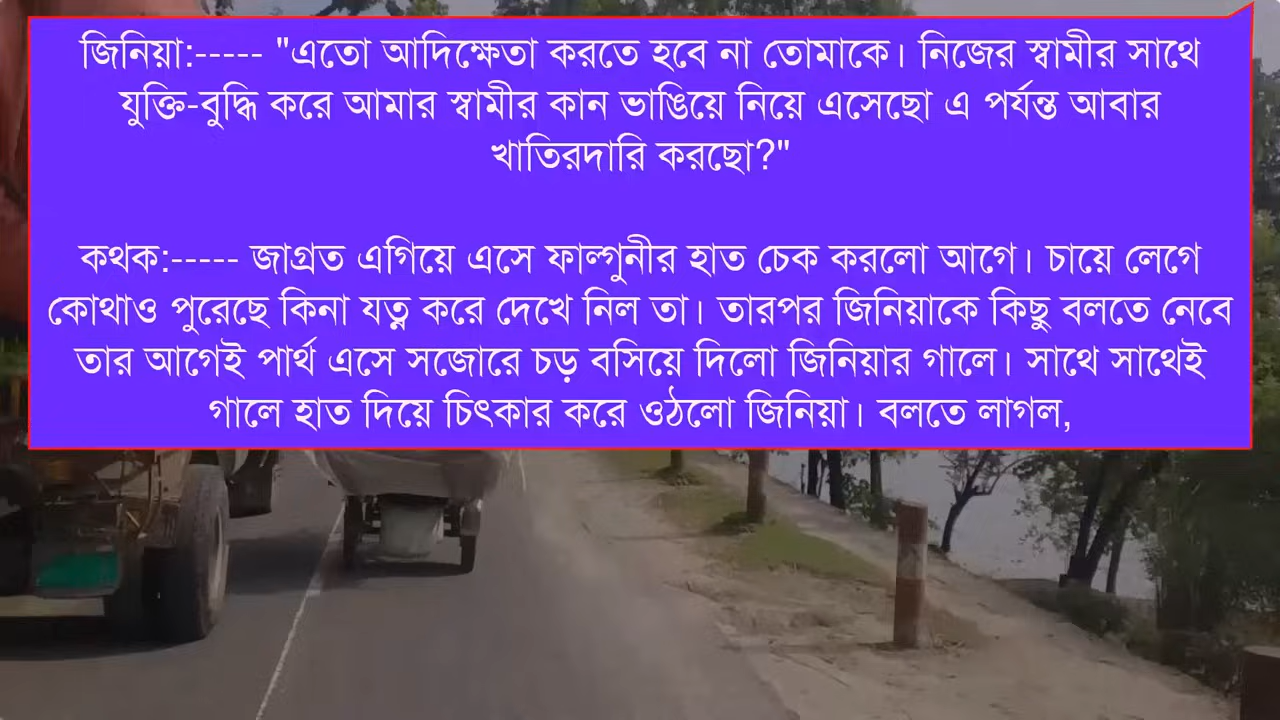 জিনিয়া:----- "এতো আদিক্ষেতা করতে হবে না তোমাকে। নিজের স্বামীর সাথে
যুক্তি-বুদ্ধি করে আমার স্বামীর কান ভাঙিয়ে নিয়ে এসেছো এ পর্যন্ত আবার
খাতিরদারি করছো?"
কথক:----- জাগ্রত এগিয়ে এসে ফাল্গুনীর হাত চেক করলো আগে। চায়ে লেগে
কোথাও পুরেছে কিনা যত্ন করে দেখে নিল তা। তারপর জিনিয়াকে কিছু বলতে নেবে
তার আগেই পার্থ এসে সজোরে চড় বসিয়ে দিলো জিনিয়ার গালে। সাথে সাথেই
গালে হাত দিয়ে চিৎকার করে ওঠলো জিনিয়া। বলতে লাগল,